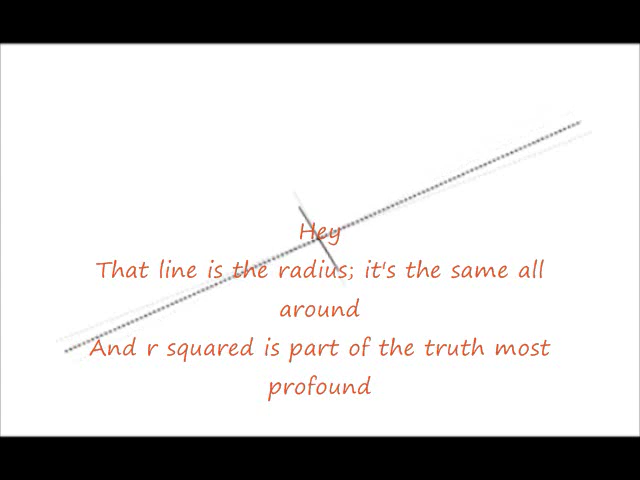 Hey
That line is the radius; it's the same all
around
And r squared is part of the truth most
profound